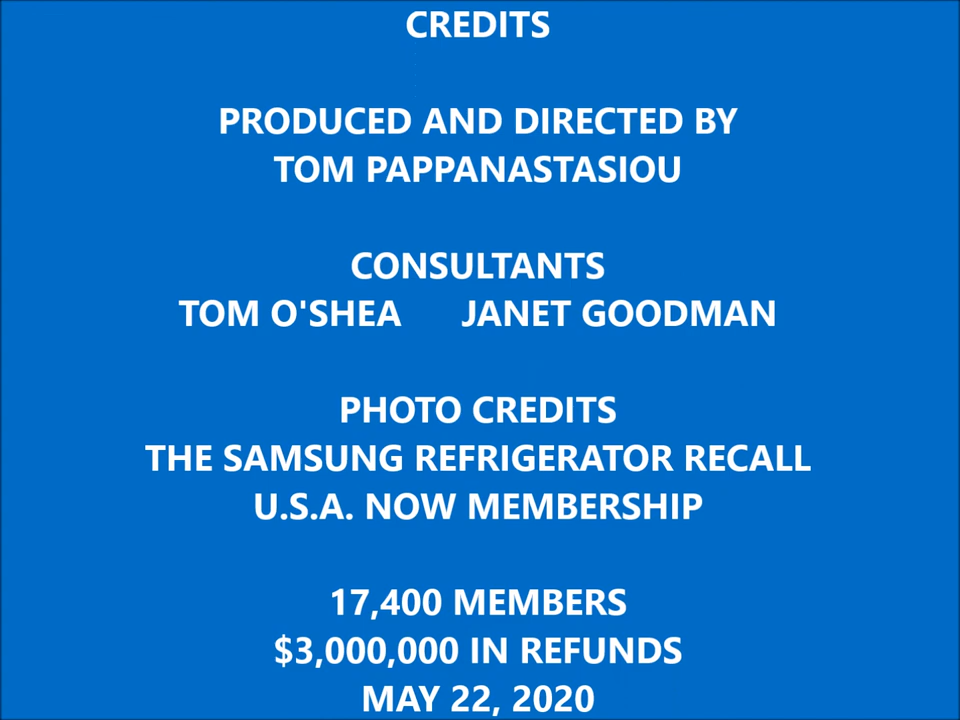 CREDITS
PRODUCED AND DIRECTED BY
TOM PAPPANASTASIOU
CONSULTANTS
TOM O'SHEA JANET GOODMAN
PHOTO CREDITS
THE SAMSUNG REFRIGERATOR RECALL
U.S.A. NOW MEMBERSHIP
17,400 MEMBERS
$3,000,000 IN REFUNDS
MAY 22, 2020